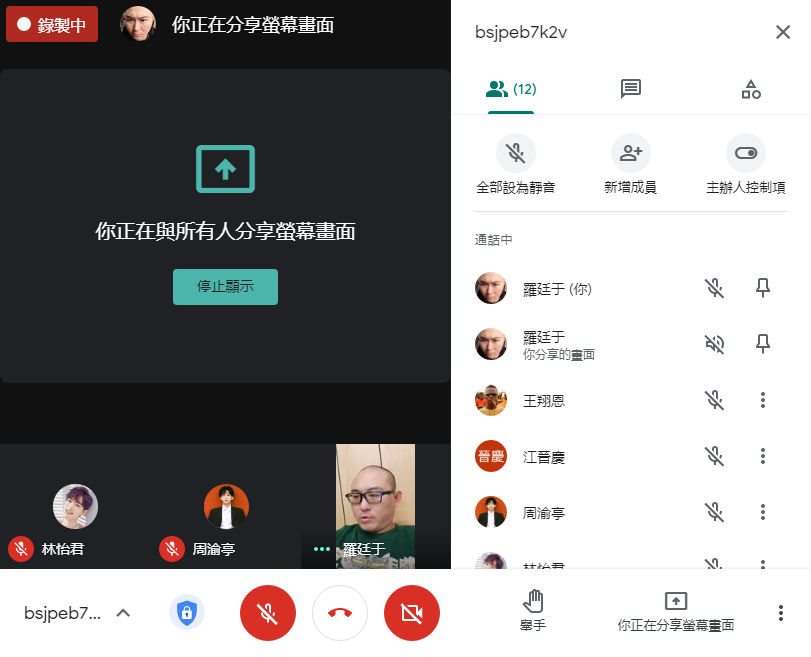 錄製中
你正在分享螢幕畫面
你正在與所有人分享螢幕畫面
停止顯示
林怡君
周渝亭
羅廷于
bsjpeb7...
bsjpeb7k2v
(12)
全部設為靜音
新增成員
主辦人控制項
通話中
羅廷于 (你)
羅廷于
你分享的畫面
王翔恩
晉慶
江晉慶
周渝亭
林怡君
舉手
你正在分享螢幕畫面